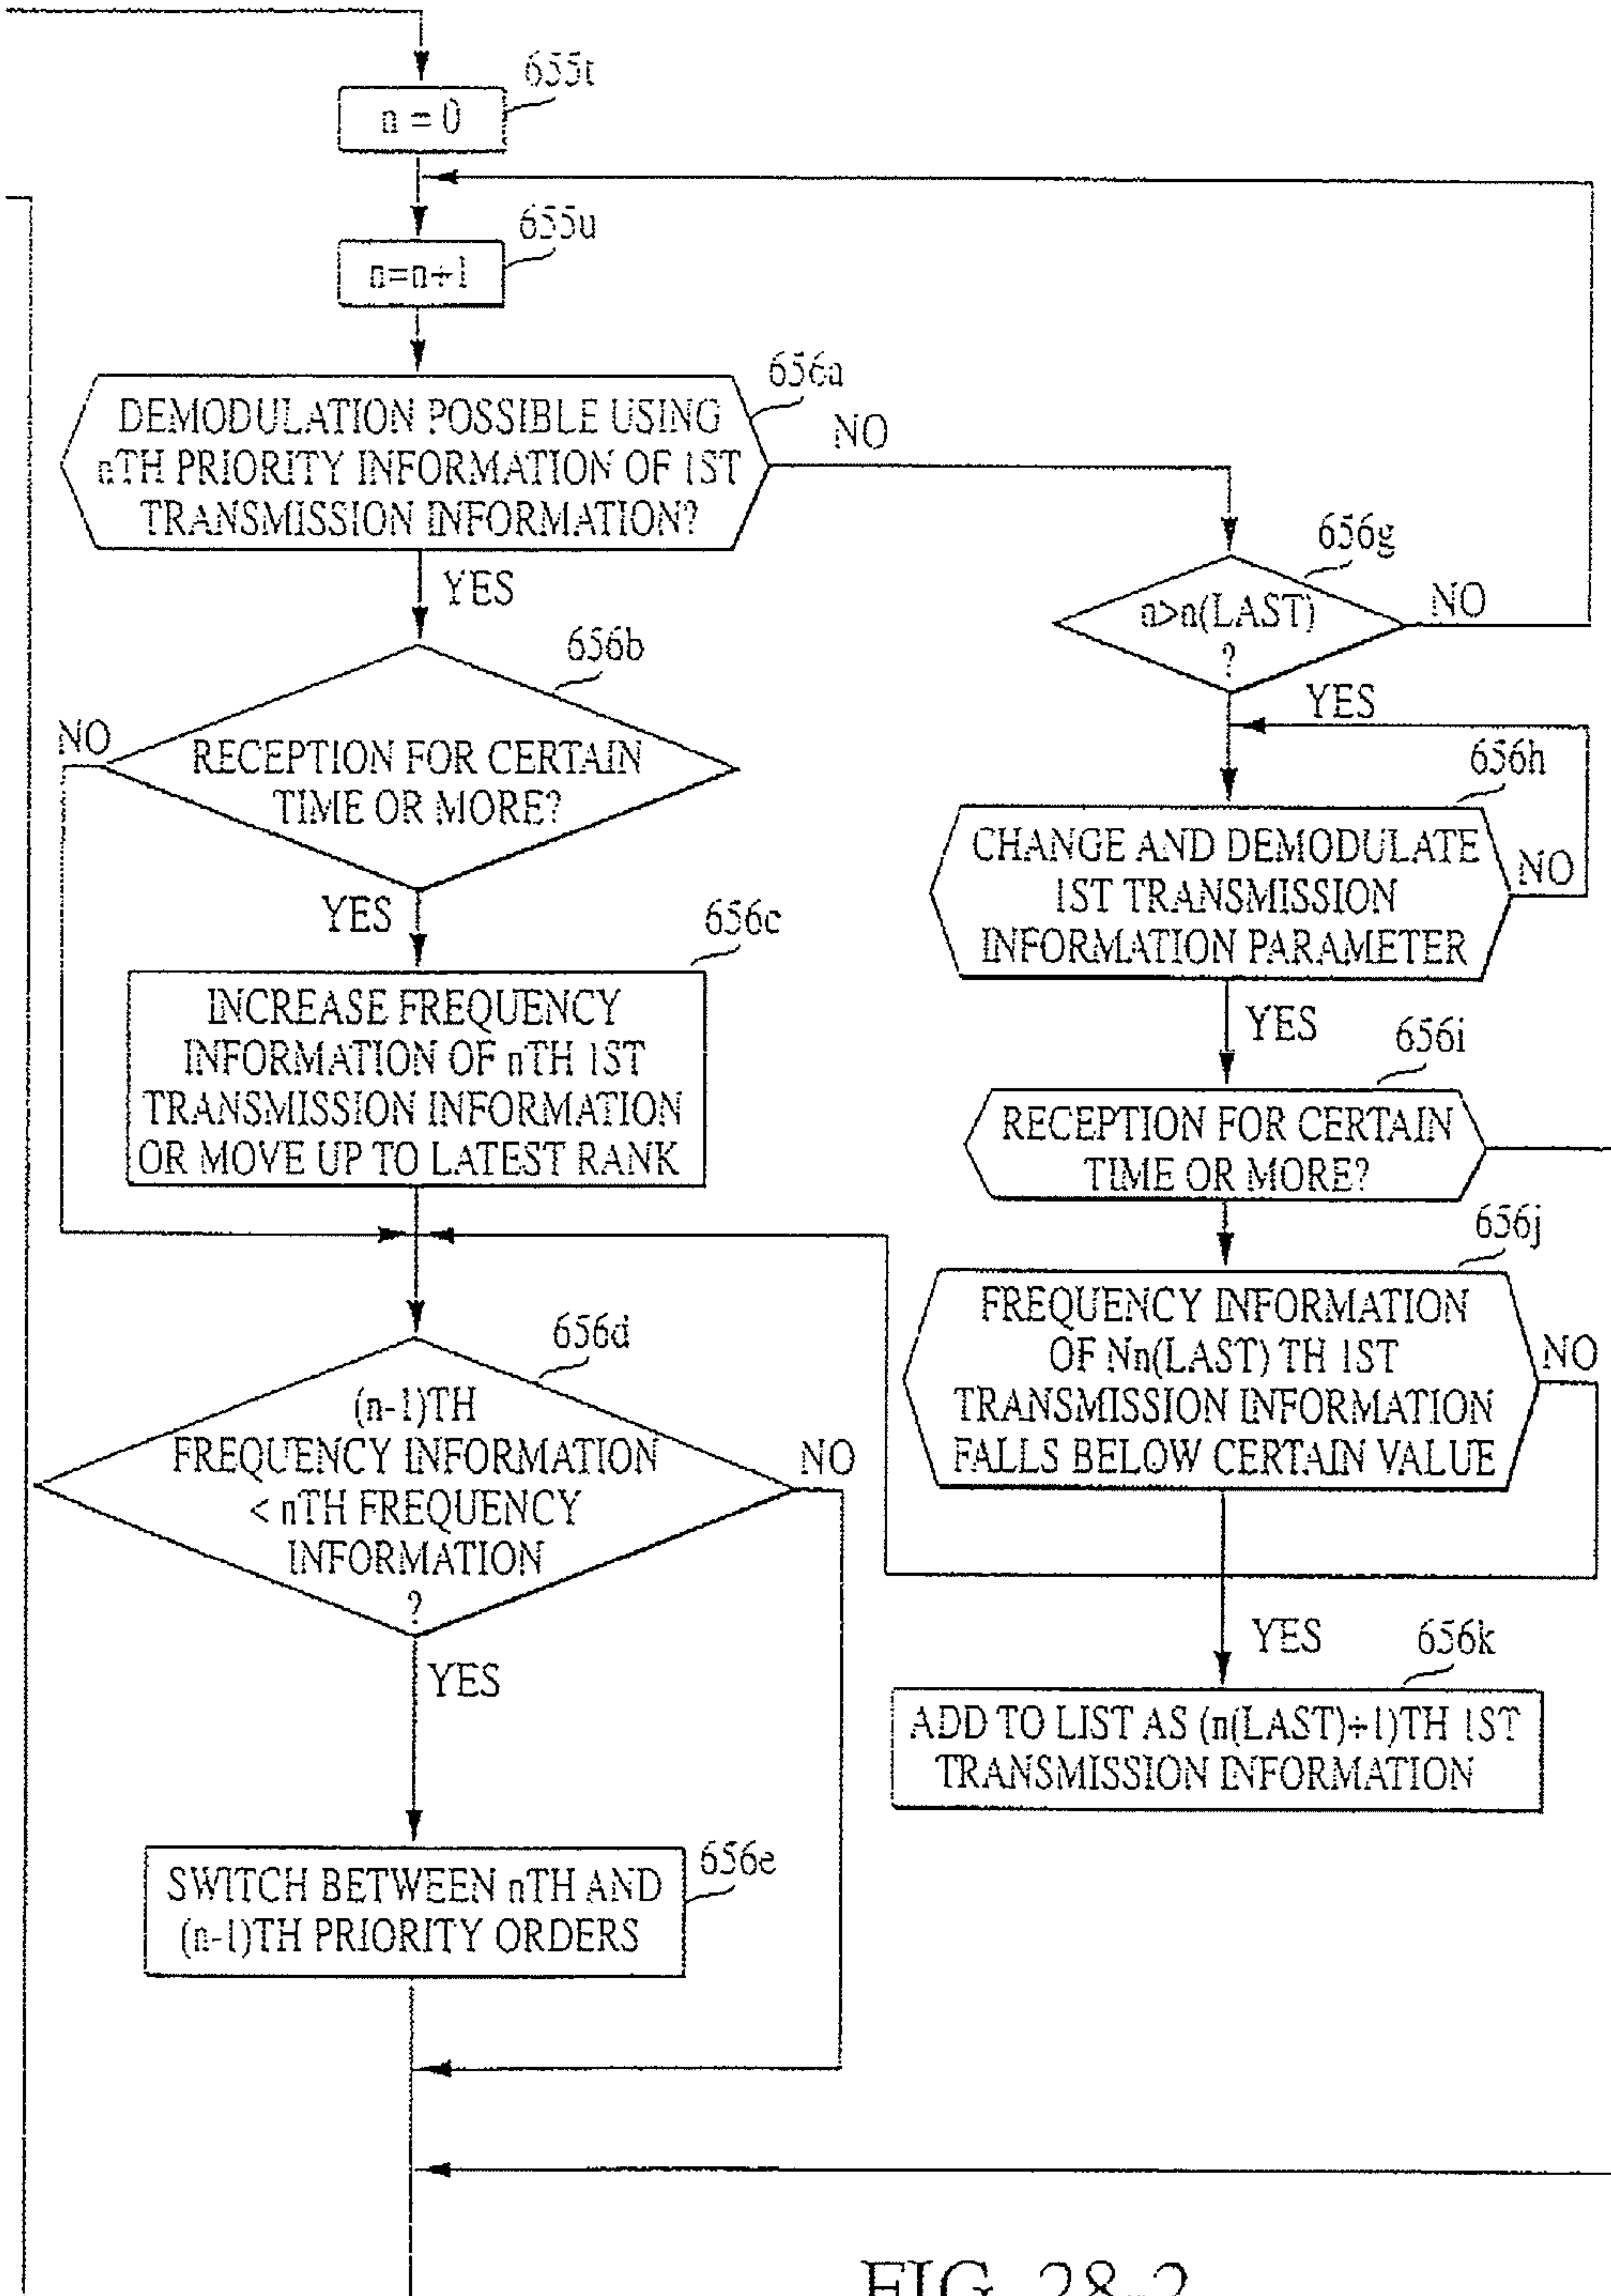 655t
n = 0
655u
n=n+1
656a
DEMODULATION POSSIBLE USING
nTH PRIORITY INFORMATION OF 1ST
TRANSMISSION INFORMATION?
NO
YES
656g
n>n(LAST)
?
NO
YES
656b
NO
RECEPTION FOR CERTAIN
TIME OR MORE?
YES
656h
CHANGE AND DEMODULATE
1ST TRANSMISSION
INFORMATION PARAMETER
NO
YES
656c
INCREASE FREQUENCY
INFORMATION OF nTH 1ST
TRANSMISSION INFORMATION
OR MOVE UP TO LATEST RANK
656i
RECEPTION FOR CERTAIN
TIME OR MORE?
656j
FREQUENCY INFORMATION
OF Nn(LAST) TH 1ST
TRANSMISSION INFORMATION
FALLS BELOW CERTAIN VALUE
NO
YES
656d
(n-1)TH
FREQUENCY INFORMATION
< nTH FREQUENCY
INFORMATION
?
NO
YES
656k
ADD TO LIST AS (n(LAST)+1)TH 1ST
TRANSMISSION INFORMATION
656e
SWITCH BETWEEN nTH AND
(n-1)TH PRIORITY ORDERS
FIG. 28-2